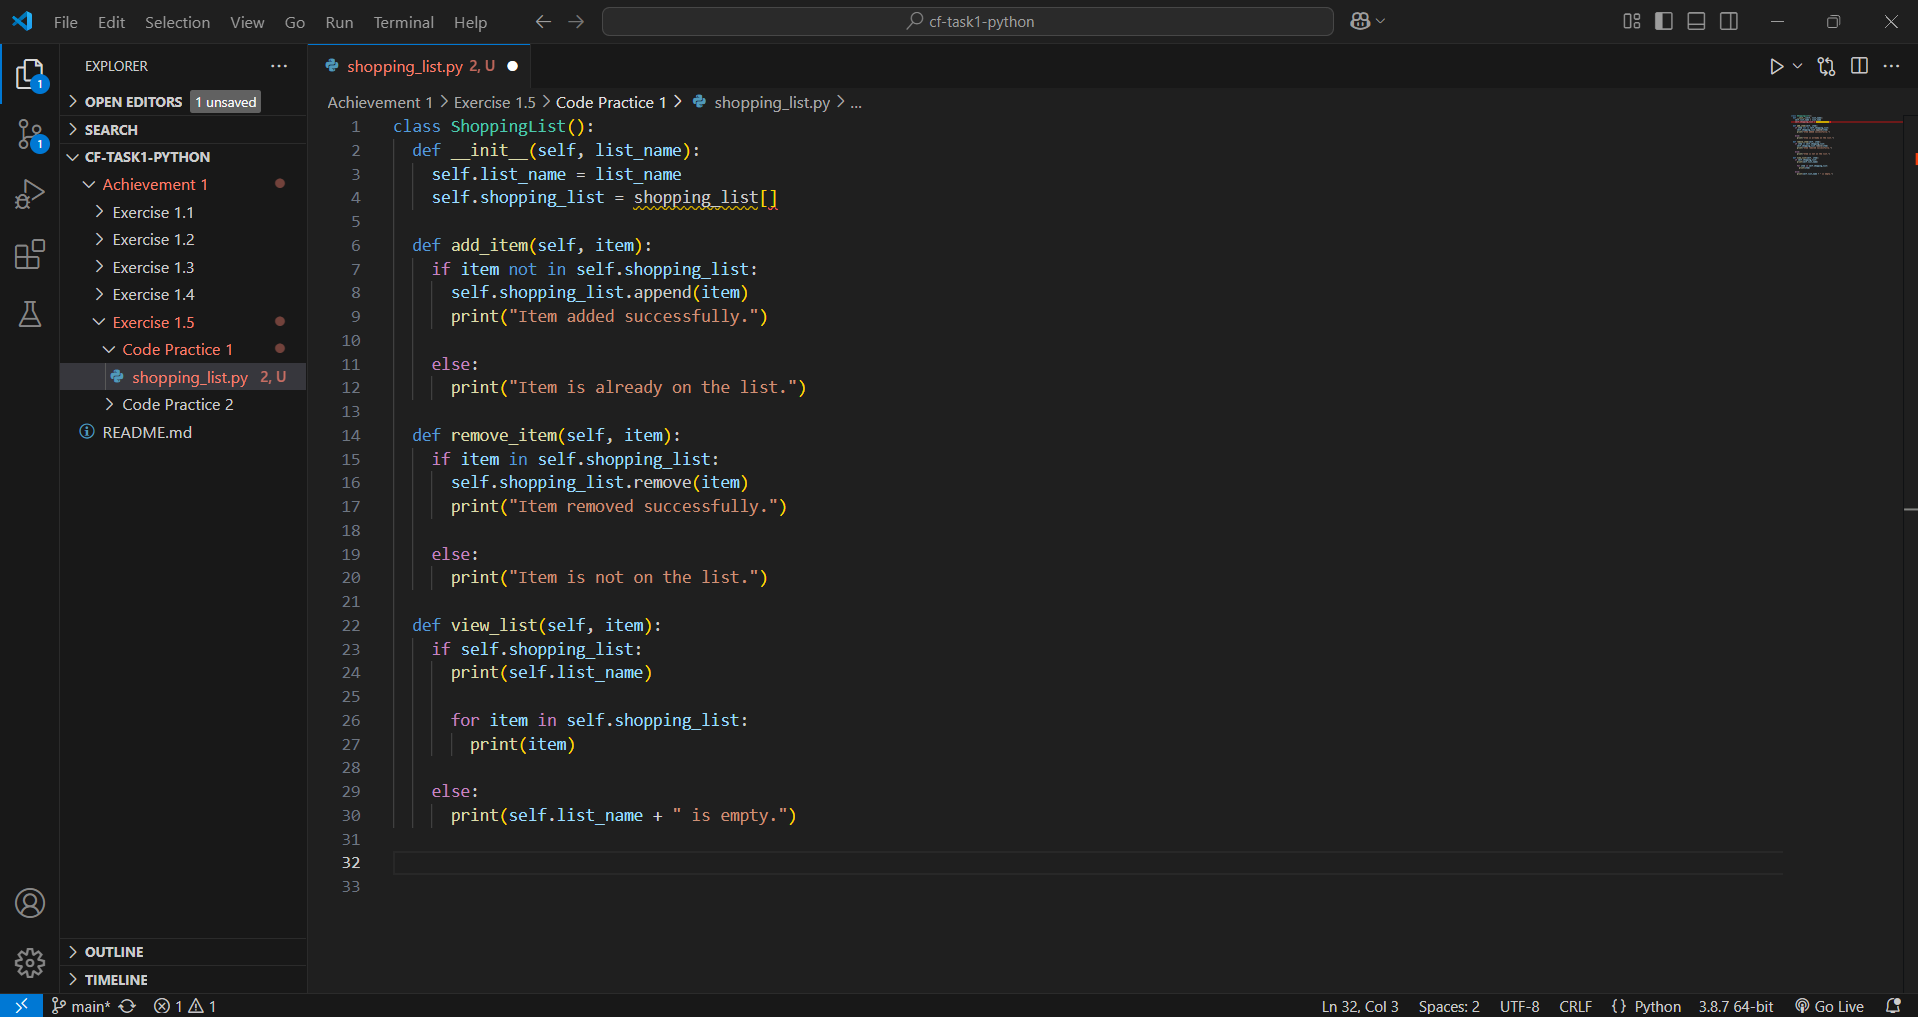 File Edit Selection View Go Run Terminal Help
cf-task1-python
EXPLORER
1
OPEN EDITORS 1 unsaved
SEARCH
1
CF-TASK1-PYTHON
Achievement 1
Exercise 1.1
Exercise 1.2
Exercise 1.3
Exercise 1.4
Exercise 1.5
Code Practice 1
shopping_list.py 2, U
Code Practice 2
README.md
OUTLINE
TIMELINE
shopping_list.py 2, U
Achievement 1 > Exercise 1.5 > Code Practice 1 > shopping_list.py > ...
1 class ShoppingList():
2 def __init__(self, list_name):
3 self.list_name = list_name
4 self.shopping_list = shopping_list[]
5
6 def add_item(self, item):
7 if item not in self.shopping_list:
8 self.shopping_list.append(item)
9 print("Item added successfully.")
10
11 else:
12 print("Item is already on the list.")
13
14 def remove_item(self, item):
15 if item in self.shopping_list:
16 self.shopping_list.remove(item)
17 print("Item removed successfully.")
18
19 else:
20 print("Item is not on the list.")
21
22 def view_list(self, item):
23 if self.shopping_list:
24 print(self.list_name)
25
26 for item in self.shopping_list:
27 print(item)
28
29 else:
30 print(self.list_name + " is empty.")
31
32
33
main* 1 1 Ln 32, Col 3 Spaces: 2 UTF-8 CRLF {} Python 3.8.7 64-bit Go Live